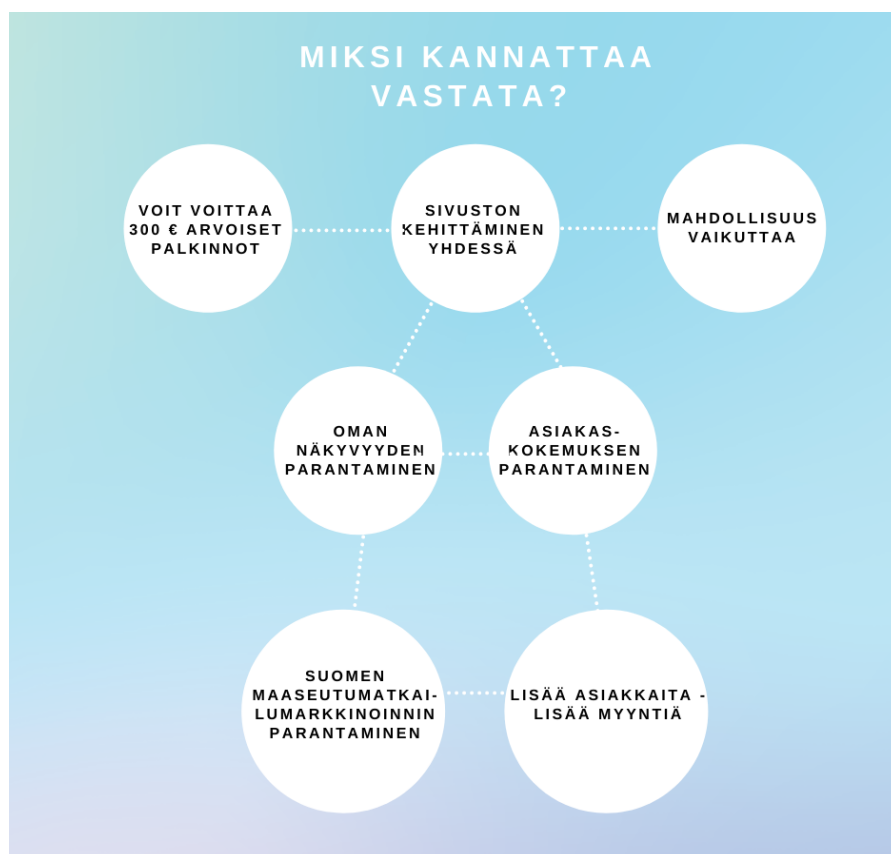 MIKSI KANNATTAA
VASTATA?
VOIT VOITTAA
300 € ARVOISET
PALKINNOT
SIVUSTON
KEHITTÄMINEN
YHDESSÄ
MAHDOLLISUUS
VAIKUTTAA
OMAN
NÄKYVYYDEN
PARANTAMINEN
ASIAKAS-
KOKEMUKSEN
PARANTAMINEN
SUOMEN
MAASEUTUMATKAI-
LUMARKKINOINNIN
PARANTAMINEN
LISÄÄ ASIAKKAITA -
LISÄÄ MYYNTIÄ